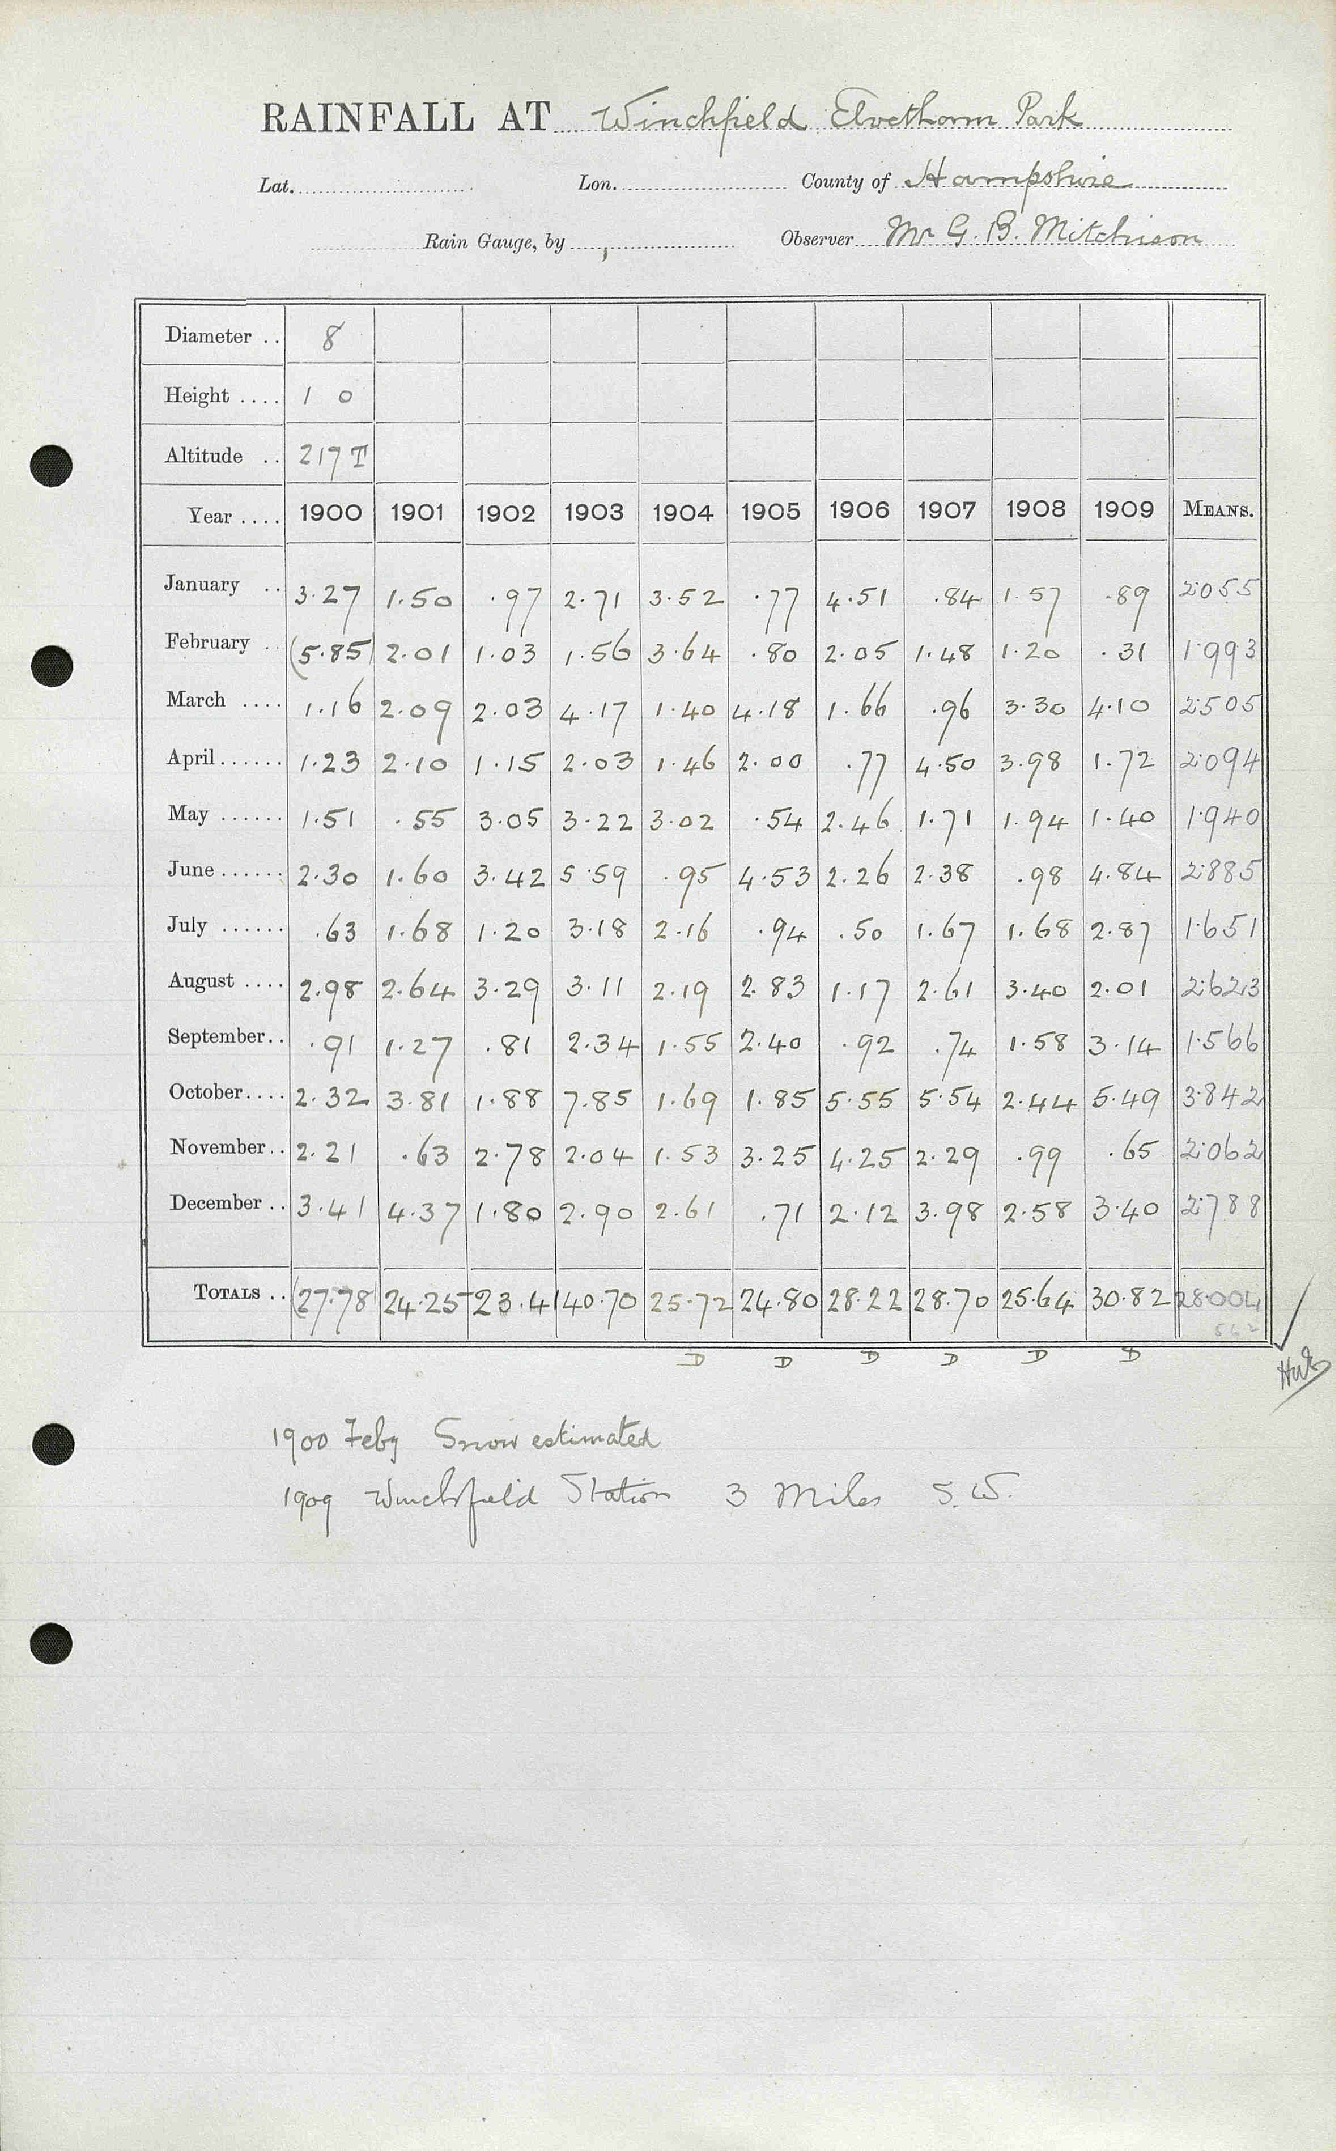 RAINFALL AT Winchfield Elvetham Park
Lat. Lon. County of Hampshire
Rain Gauge, by Observer Mr G. B. Mitchison
Diameter .. 8
Height .... 1 0
Altitude .. 217 T
Year .... 1900 1901 1902 1903 1904 1905 1906 1907 1908 1909 MEANS.
January .. 3.27 1.50 .97 2.71 3.52 .77 4.51 .84 1.57 .89 2.055
February .. (5.85) 2.01 1.03 1.56 3.64 .80 2.05 1.48 1.20 .31 1.993
March .... 1.16 2.09 2.03 4.17 1.40 4.18 1.66 .96 3.30 4.10 2.505
April ...... 1.23 2.10 1.15 2.03 1.46 2.00 .77 4.50 3.98 1.72 2.094
May ...... 1.51 .55 3.05 3.22 3.02 .54 2.46 1.71 1.94 1.40 1.940
June ...... 2.30 1.60 3.42 5.59 .95 4.53 2.26 2.38 .98 4.84 2.885
July ...... .63 1.68 1.20 3.18 2.16 .94 .50 1.67 1.68 2.87 1.651
August .... 2.98 2.64 3.29 3.11 2.19 2.83 1.17 2.61 3.40 2.01 2.623
September .. .91 1.27 .81 2.34 1.55 2.40 .92 .74 1.58 3.14 1.566
October .... 2.32 3.81 1.88 7.85 1.69 1.85 5.55 5.54 2.44 5.49 3.842
November .. 2.21 .63 2.78 2.04 1.53 3.25 4.25 2.29 .99 .65 2.062
December .. 3.41 4.37 1.80 2.90 2.61 .71 2.12 3.98 2.58 3.40 2.788
TOTALS .. (27.78) 24.25 23.41 40.70 25.72 24.80 28.22 28.70 25.64 30.82 28.004
562
D D D D D D
1900 Feby Snow estimated
1909 Winchfield Station 3 Miles S.W.